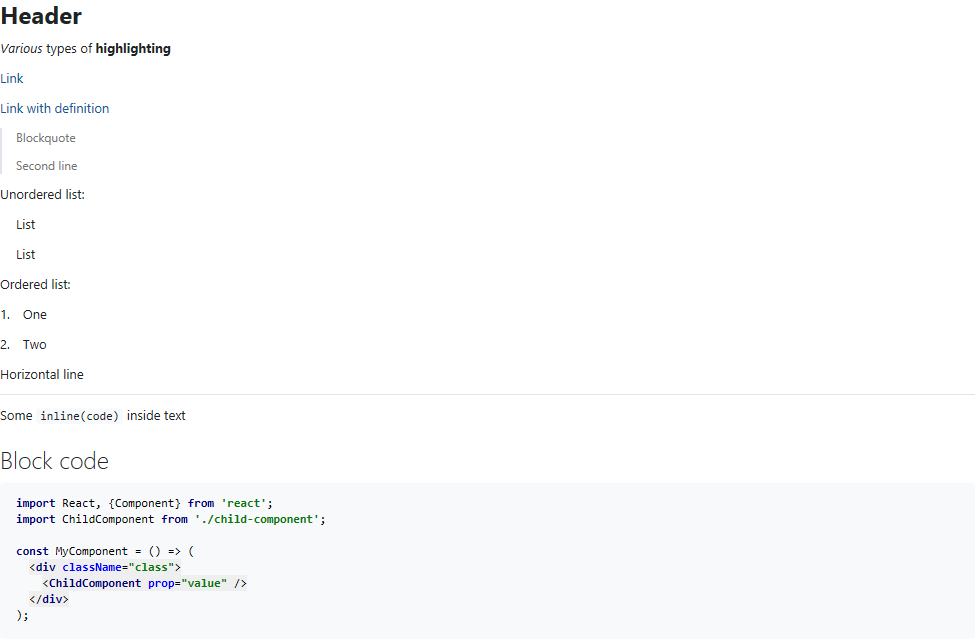 Header
Various types of highlighting
Link
Link with definition
Blockquote
Second line
Unordered list:
List
List
Ordered list:
1. One
2. Two
Horizontal line
Some inline(code) inside text
Block code
import React, {Component} from 'react';
import ChildComponent from './child-component';
const MyComponent = () => (
  <div className="class">
    <ChildComponent prop="value" />
  </div>
);